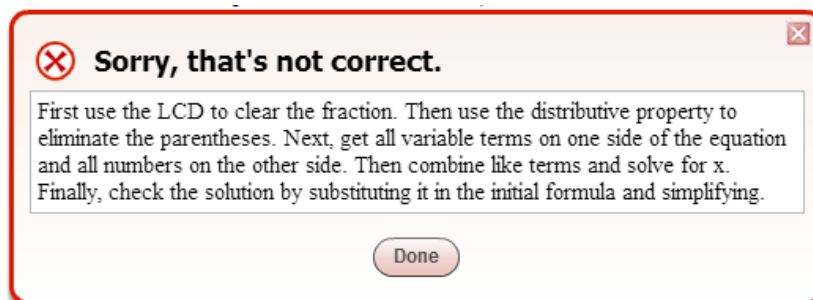 Sorry, that's not correct.
First use the LCD to clear the fraction. Then use the distributive property to
eliminate the parentheses. Next, get all variable terms on one side of the equation
and all numbers on the other side. Then combine like terms and solve for x.
Finally, check the solution by substituting it in the initial formula and simplifying.
Done